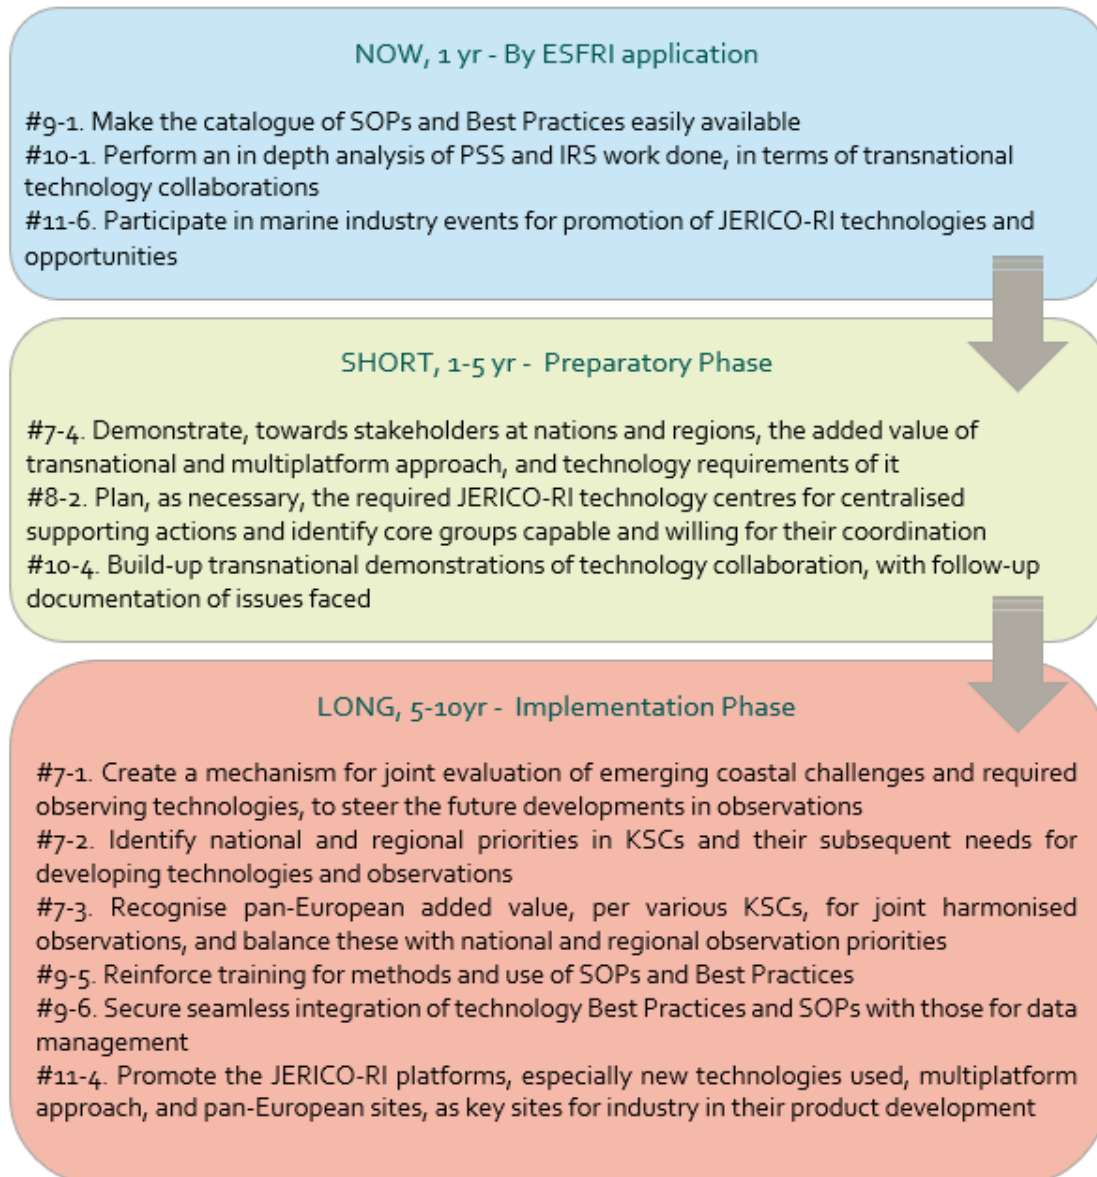 NOW, 1 yr - By ESFRI application
#9-1. Make the catalogue of SOPs and Best Practices easily available
#10-1. Perform an in depth analysis of PSS and IRS work done, in terms of transnational
technology collaborations
#11-6. Participate in marine industry events for promotion of JERICO-RI technologies and
opportunities
SHORT, 1-5 yr - Preparatory Phase
#7-4. Demonstrate, towards stakeholders at nations and regions, the added value of
transnational and multiplatform approach, and technology requirements of it
#8-2. Plan, as necessary, the required JERICO-RI technology centres for centralised
supporting actions and identify core groups capable and willing for their coordination
#10-4. Build-up transnational demonstrations of technology collaboration, with follow-up
documentation of issues faced
LONG, 5-10yr - Implementation Phase
#7-1. Create a mechanism for joint evaluation of emerging coastal challenges and required
observing technologies, to steer the future developments in observations
#7-2. Identify national and regional priorities in KSCs and their subsequent needs for
developing technologies and observations
#7-3. Recognise pan-European added value, per various KSCs, for joint harmonised
observations, and balance these with national and regional observation priorities
#9-5. Reinforce training for methods and use of SOPs and Best Practices
#9-6. Secure seamless integration of technology Best Practices and SOPs with those for data
management
#11-4. Promote the JERICO-RI platforms, especially new technologies used, multiplatform
approach, and pan-European sites, as key sites for industry in their product development